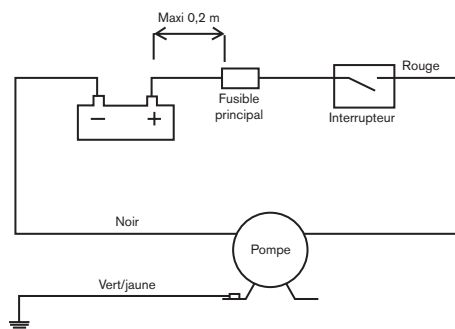 Maxi 0,2 m
Rouge
− +
Fusible
principal
Interrupteur
Noir
Pompe
Vert/jaune